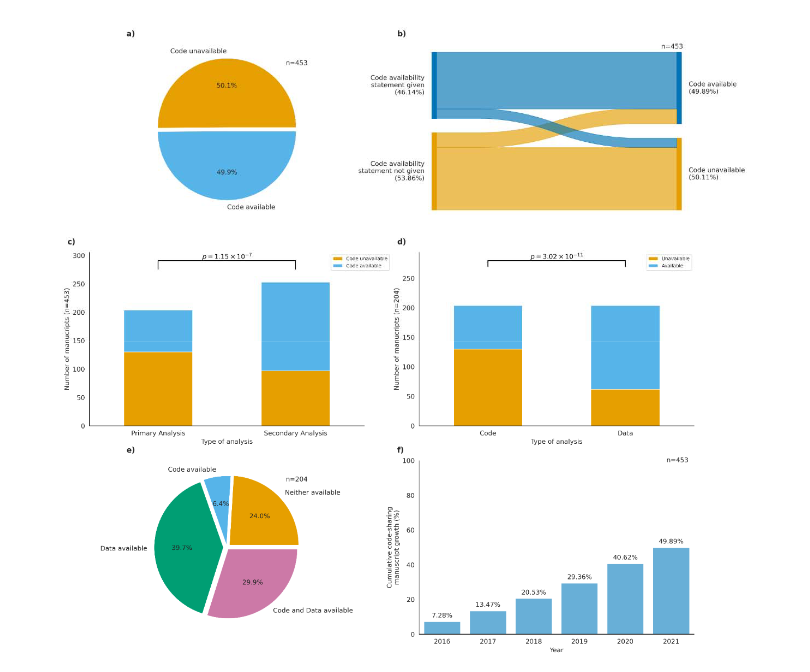 a)
Code unavailable
n=453
50.1%
49.9%
Code available
b)
n=453
Code availability
statement given
(46.14%)
Code available
(49.89%)
Code availability
statement not given
(53.86%)
Code unavailable
(50.11%)
c)
p = 1.15 × 10⁻⁷
Code unavailable
Code available
Number of manucripts (n=453)
300
250
200
150
100
50
0
Primary Analysis
Secondary Analysis
Type of analysis
d)
p = 3.02 × 10⁻¹¹
Unavailable
Available
Number of manucripts (n=204)
250
200
150
100
50
0
Code
Data
Type of analysis
e)
Code available
n=204
Neither available
6.4%
24.0%
Data available
39.7%
29.9%
Code and Data available
f)
n=453
Cumulative code-sharing
manuscript growth (%)
100
80
60
40
20
0
7.28%
13.47%
20.53%
29.36%
40.62%
49.89%
2016
2017
2018
2019
2020
2021
Year